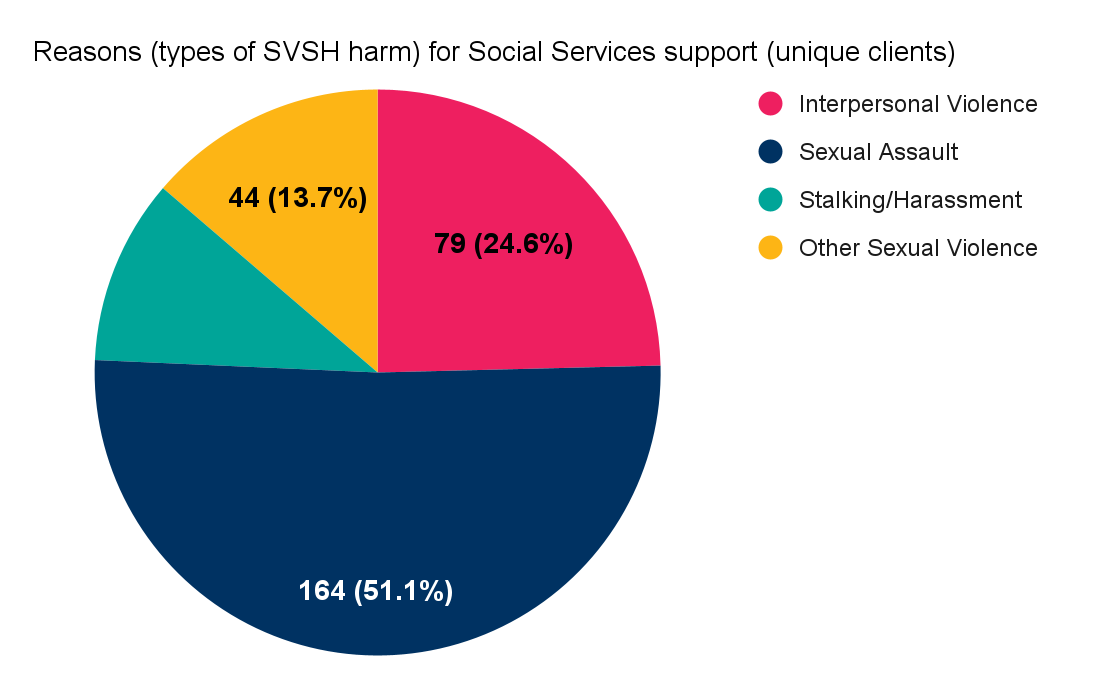 Reasons (types of SVSH harm) for Social Services support (unique clients)
Interpersonal Violence
Sexual Assault
Stalking/Harassment
Other Sexual Violence
44 (13.7%)
79 (24.6%)
164 (51.1%)